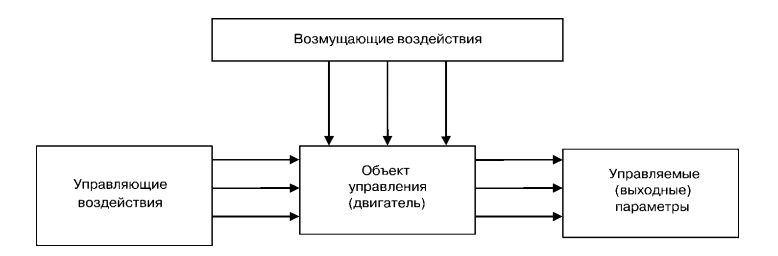 Возмущающие воздействия
Управляющие
воздействия
Объект
управления
(двигатель)
Управляемые
(выходные)
параметры